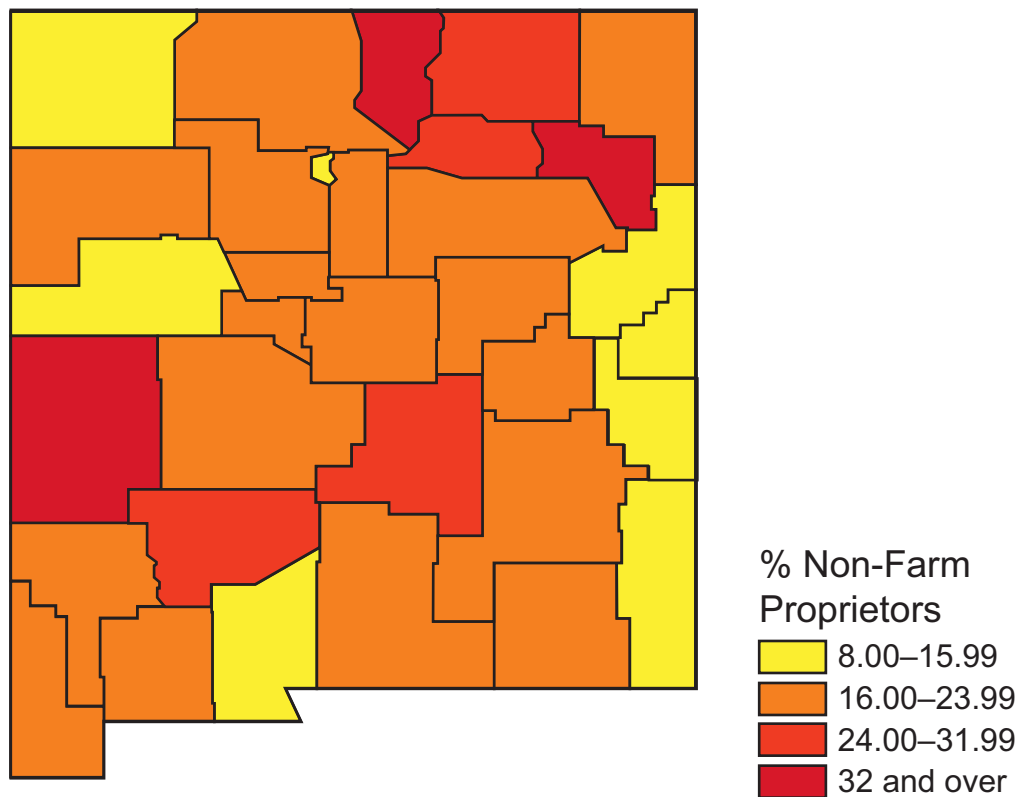 % Non-Farm
Proprietors
8.00–15.99
16.00–23.99
24.00–31.99
32 and over